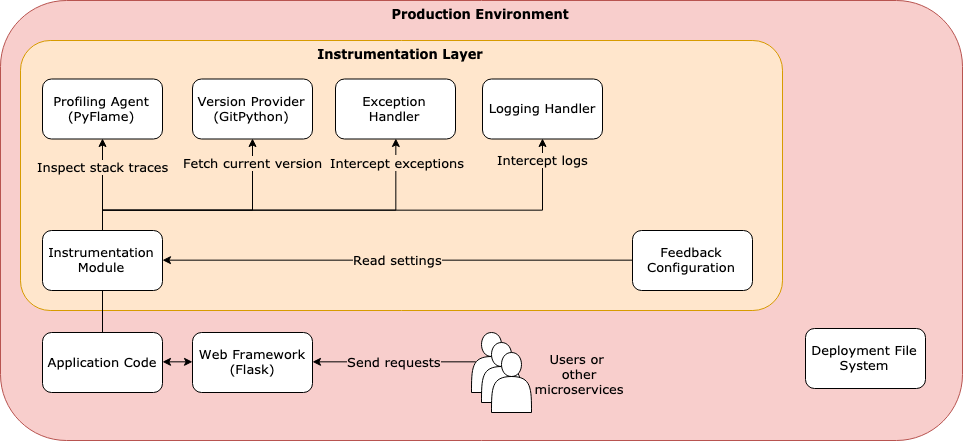 Production Environment
Instrumentation Layer
Profiling Agent
(PyFlame)
Version Provider
(GitPython)
Exception
Handler
Logging Handler
Inspect stack traces
Fetch current version
Intercept exceptions
Intercept logs
Instrumentation
Module
Read settings
Feedback
Configuration
Application Code
Web Framework
(Flask)
Send requests
Users or
other
microservices
Deployment File
System